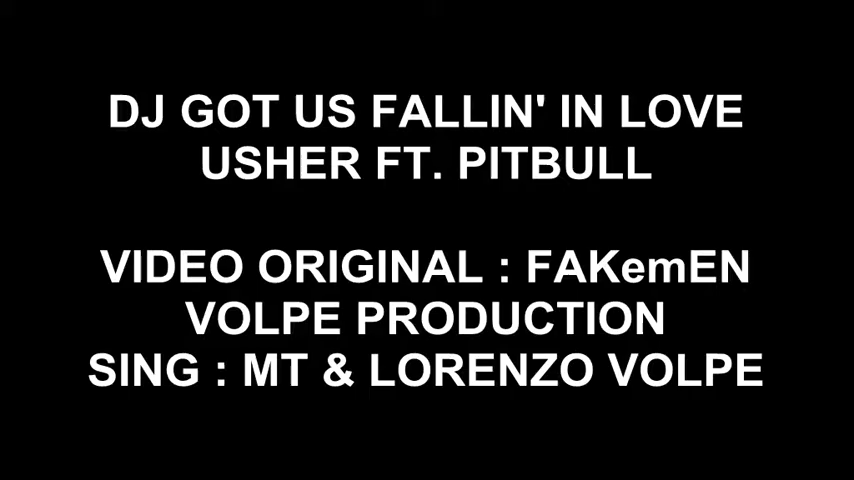 DJ GOT US FALLIN' IN LOVE
USHER FT. PITBULL
VIDEO ORIGINAL : FAKemEN
VOLPE PRODUCTION
SING : MT & LORENZO VOLPE